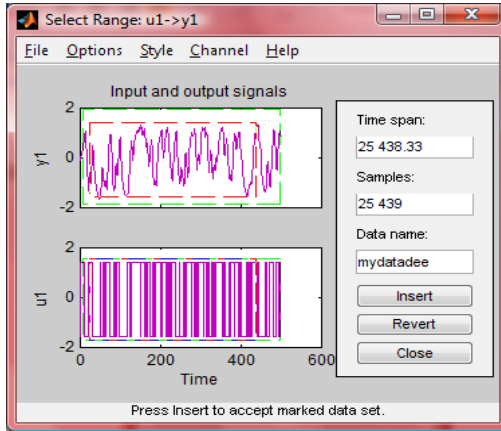 Select Range: u1->y1
File Options Style Channel Help
Input and output signals
2
0
-2
y1
2
0
-2
u1
0 200 400 600
Time
Time span:
25 438.33
Samples:
25 439
Data name:
mydatadee
Insert
Revert
Close
Press Insert to accept marked data set.